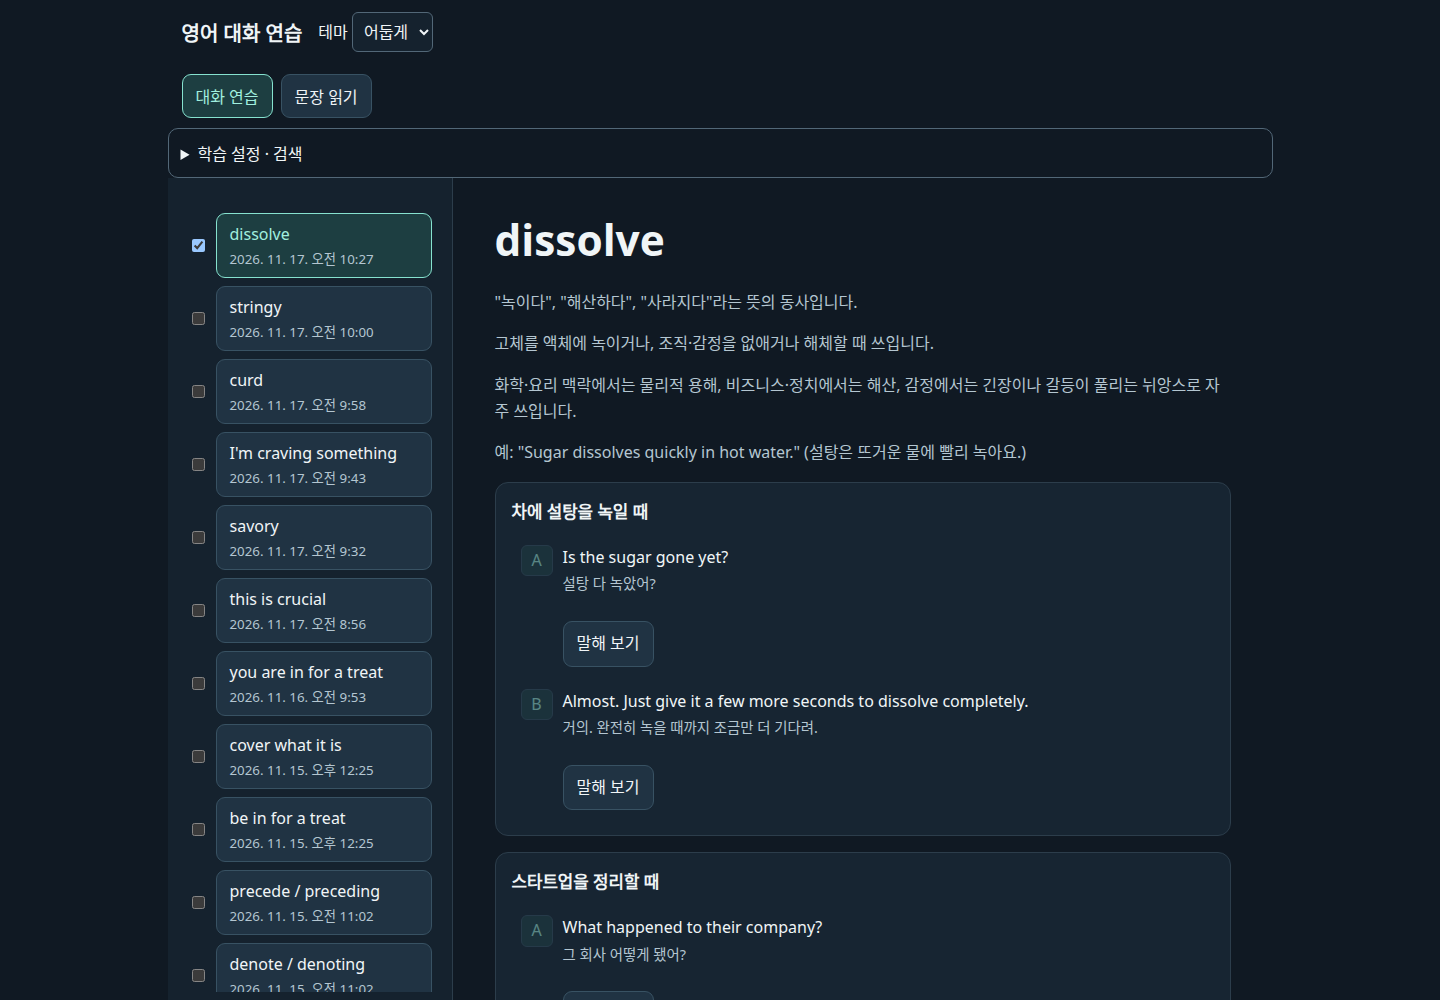 영어 대화 연습
테마
어둡게
대화 연습
문장 읽기
학습 설정 · 검색
dissolve
2026. 11. 17. 오전 10:27
stringy
2026. 11. 17. 오전 10:00
curd
2026. 11. 17. 오전 9:58
I'm craving something
2026. 11. 17. 오전 9:43
savory
2026. 11. 17. 오전 9:32
this is crucial
2026. 11. 17. 오전 8:56
you are in for a treat
2026. 11. 16. 오전 9:53
cover what it is
2026. 11. 15. 오후 12:25
be in for a treat
2026. 11. 15. 오후 12:25
precede / preceding
2026. 11. 15. 오전 11:02
denote / denoting
2026. 11. 15. 오전 11:02
dissolve
"녹이다", "해산하다", "사라지다"라는 뜻의 동사입니다.
고체를 액체에 녹이거나, 조직·감정을 없애거나 해체할 때 쓰입니다.
화학·요리 맥락에서는 물리적 용해, 비즈니스·정치에서는 해산, 감정에서는 긴장이나 갈등이 풀리는 뉘앙스로 자
주 쓰입니다.
예: "Sugar dissolves quickly in hot water." (설탕은 뜨거운 물에 빨리 녹아요.)
차에 설탕을 녹일 때
A
Is the sugar gone yet?
설탕 다 녹았어?
말해 보기
B
Almost. Just give it a few more seconds to dissolve completely.
거의. 완전히 녹을 때까지 조금만 더 기다려.
말해 보기
스타트업을 정리할 때
A
What happened to their company?
그 회사 어떻게 됐어?